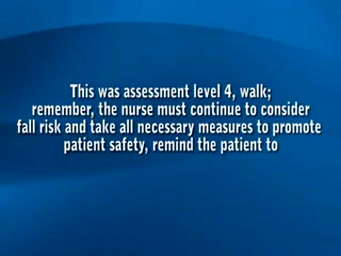 This was assessment level 4, walk;
remember, the nurse must continue to consider
fall risk and take all necessary measures to promote
patient safety, remind the patient to